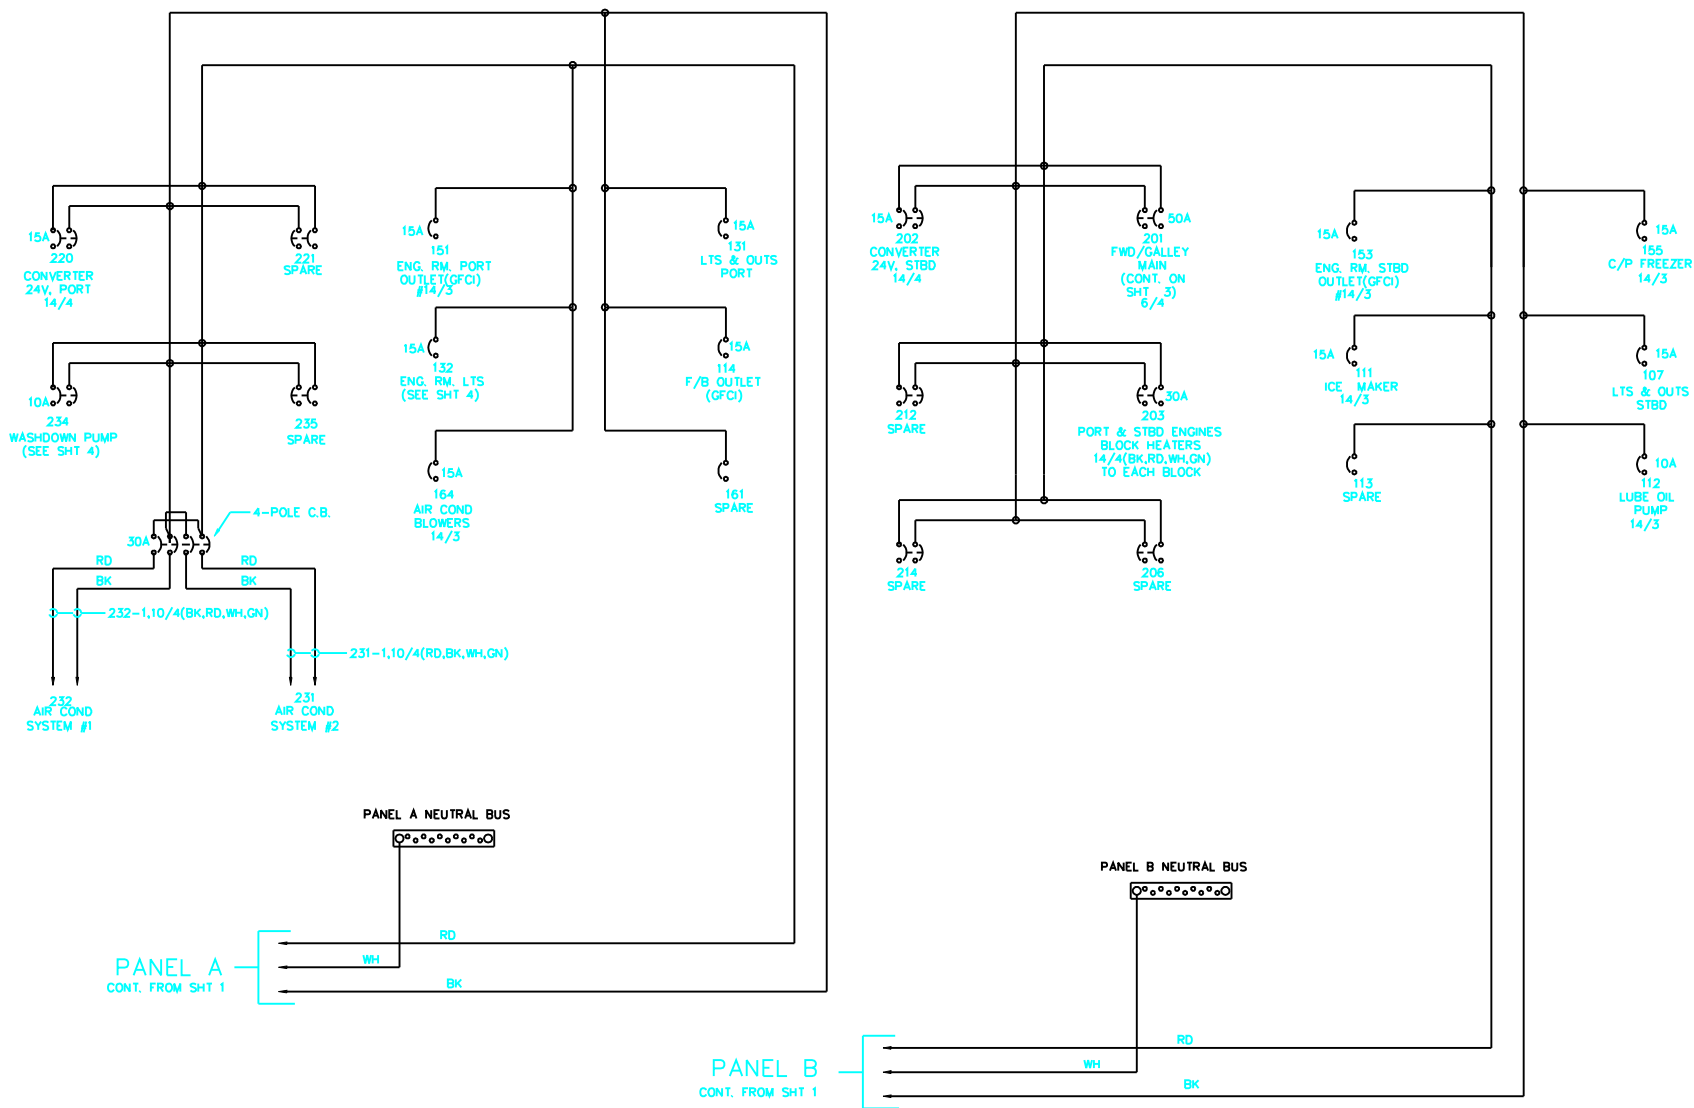 15A
220
CONVERTER
24V, PORT
14/4
221
SPARE
15A
151
ENG. RM. PORT
OUTLET(GFCI)
#14/3
15A
131
LTS & OUTS
PORT
10A
234
WASHDOWN PUMP
(SEE SHT 4)
235
SPARE
15A
132
ENG. RM. LTS
(SEE SHT 4)
15A
114
F/B OUTLET
(GFCI)
15A
164
AIR COND
BLOWERS
14/3
161
SPARE
4-POLE C.B.
30A
RD
RD
BK
BK
232-1,10/4(BK,RD,WH,GN)
231-1,10/4(RD,BK,WH,GN)
232
AIR COND
SYSTEM #1
231
AIR COND
SYSTEM #2
PANEL A NEUTRAL BUS
RD
WH
BK
PANEL A
CONT. FROM SHT 1
15A
202
CONVERTER
24V, STBD
14/4
50A
201
FWD/GALLEY
MAIN
(CONT. ON
SHT 3)
6/4
15A
153
ENG. RM. STBD
OUTLET(GFCI)
#14/3
15A
155
C/P FREEZER
14/3
212
SPARE
30A
203
PORT & STBD ENGINES
BLOCK HEATERS
14/4(BK,RD,WH,GN)
TO EACH BLOCK
15A
111
ICE MAKER
14/3
15A
107
LTS & OUTS
STBD
113
SPARE
10A
112
LUBE OIL
PUMP
14/3
214
SPARE
206
SPARE
PANEL B NEUTRAL BUS
RD
WH
BK
PANEL B
CONT. FROM SHT 1